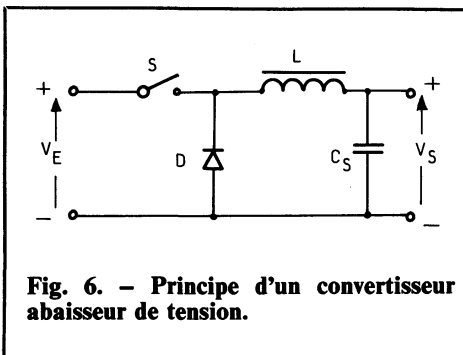 S
L
+
+
V_E
D
C_S
V_S
−
−
Fig. 6. – Principe d'un convertisseur
abaisseur de tension.